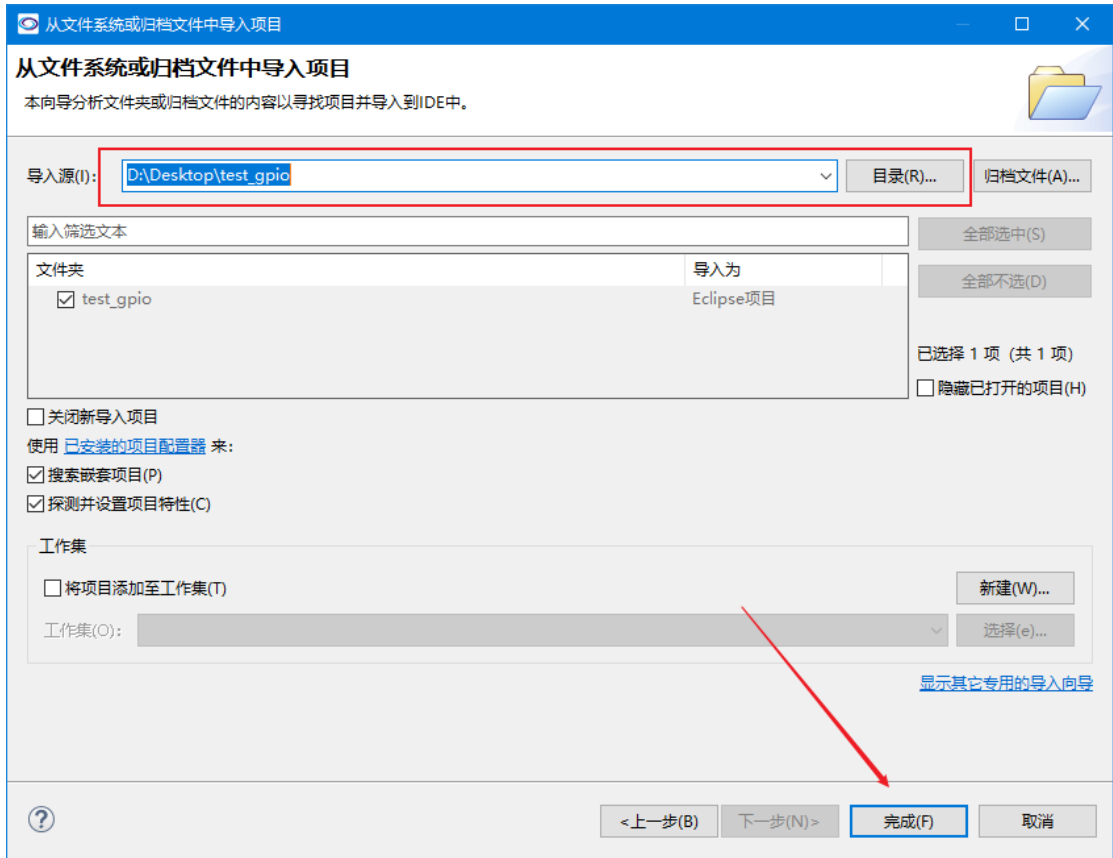 从文件系统或归档文件中导入项目
从文件系统或归档文件中导入项目
本向导分析文件夹或归档文件的内容以寻找项目并导入到IDE中。
导入源(I): D:\Desktop\test_gpio 目录(R)... 归档文件(A)...
输入筛选文本 全部选中(S)
文件夹 导入为 全部不选(D)
test_gpio Eclipse项目
已选择 1 项 (共 1 项)
隐藏已打开的项目(H)
关闭新导入项目
使用 已安装的项目配置器 来:
搜索嵌套项目(P)
探测并设置项目特性(C)
工作集
将项目添加至工作集(T) 新建(W)...
工作集(O): 选择(e)...
显示其它专用的导入向导
? <上一步(B) 下一步(N)> 完成(F) 取消